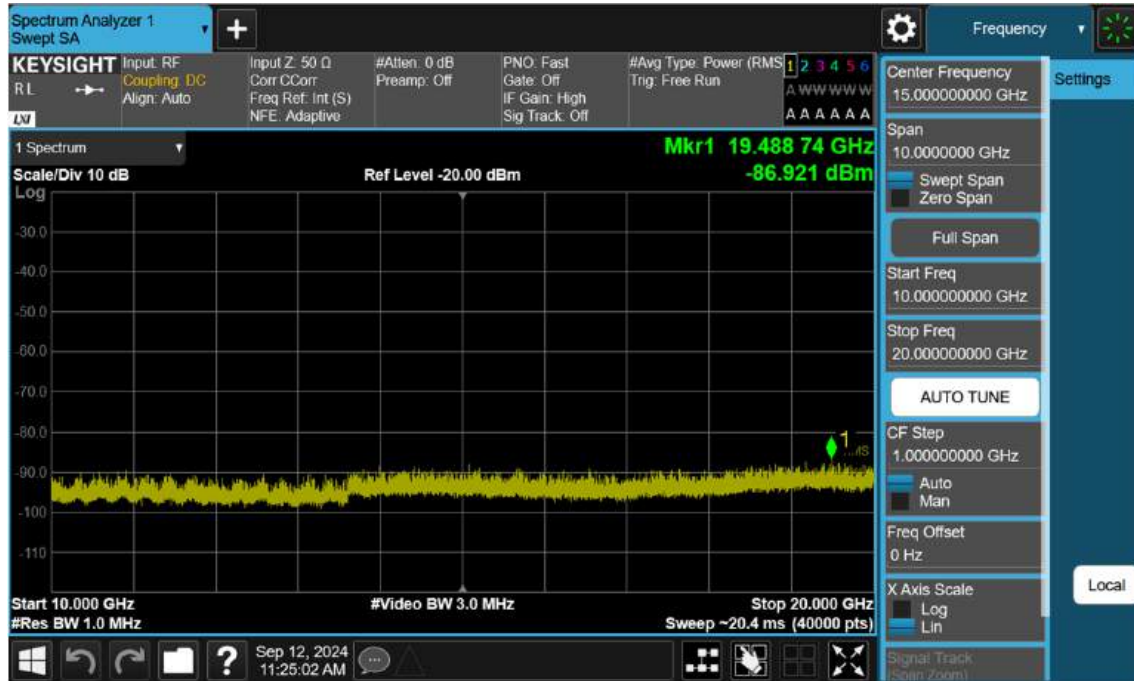 Spectrum Analyzer 1
Swept SA
+
Frequency
KEYSIGHT
RL
LXI
Input: RF
Coupling: DC
Align: Auto
Input Z: 50 Ω
Corr CCorr
Freq Ref: Int (S)
NFE: Adaptive
#Atten: 0 dB
Preamp: Off
PNO: Fast
Gate: Off
IF Gain: High
Sig Track: Off
#Avg Type: Power (RMS
Trig: Free Run
1 2 3 4 5 6
A W W W W W
A A A A A A
1 Spectrum
Scale/Div 10 dB
Log
Ref Level -20.00 dBm
Mkr1 19.488 74 GHz
-86.921 dBm
-30.0
-40.0
-50.0
-60.0
-70.0
-80.0
-90.0
-100
-110
1
Start 10.000 GHz
#Res BW 1.0 MHz
#Video BW 3.0 MHz
Stop 20.000 GHz
Sweep ~20.4 ms (40000 pts)
?
Sep 12, 2024
11:25:02 AM
Center Frequency
15.000000000 GHz
Span
10.0000000 GHz
Swept Span
Zero Span
Full Span
Start Freq
10.000000000 GHz
Stop Freq
20.000000000 GHz
AUTO TUNE
CF Step
1.000000000 GHz
Auto
Man
Freq Offset
0 Hz
X Axis Scale
Log
Lin
Signal Track
(Span Zoom)
Settings
Local